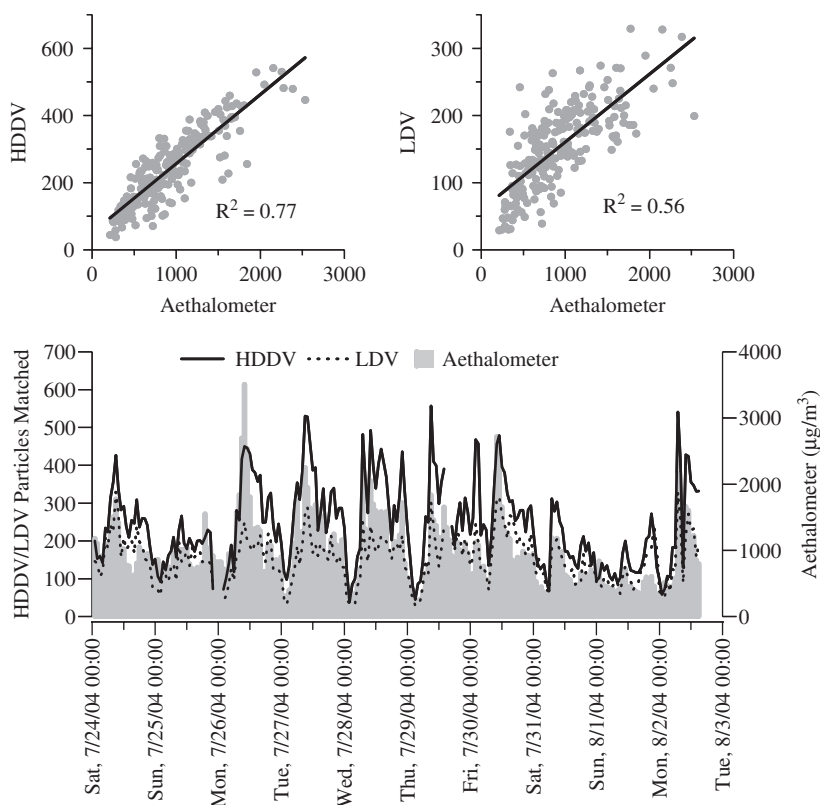 600
400
200
0
HDDV
R² = 0.77
0 1000 2000 3000
Aethalometer
300
200
100
0
LDV
R² = 0.56
0 1000 2000 3000
Aethalometer
HDDV LDV Aethalometer
HDDV/LDV Particles Matched
700
600
500
400
300
200
100
0
4000
3000
2000
1000
0
Aethalometer (μg/m³)
Sat, 7/24/04 00:00
Sun, 7/25/04 00:00
Mon, 7/26/04 00:00
Tue, 7/27/04 00:00
Wed, 7/28/04 00:00
Thu, 7/29/04 00:00
Fri, 7/30/04 00:00
Sat, 7/31/04 00:00
Sun, 8/1/04 00:00
Mon, 8/2/04 00:00
Tue, 8/3/04 00:00